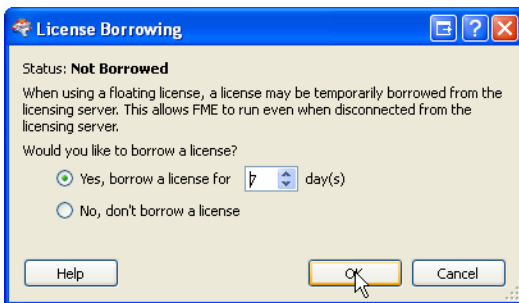 License Borrowing
Status: Not Borrowed
When using a floating license, a license may be temporarily borrowed from the
licensing server. This allows FME to run even when disconnected from the
licensing server.
Would you like to borrow a license?
Yes, borrow a license for 7 day(s)
No, don't borrow a license
Help OK Cancel